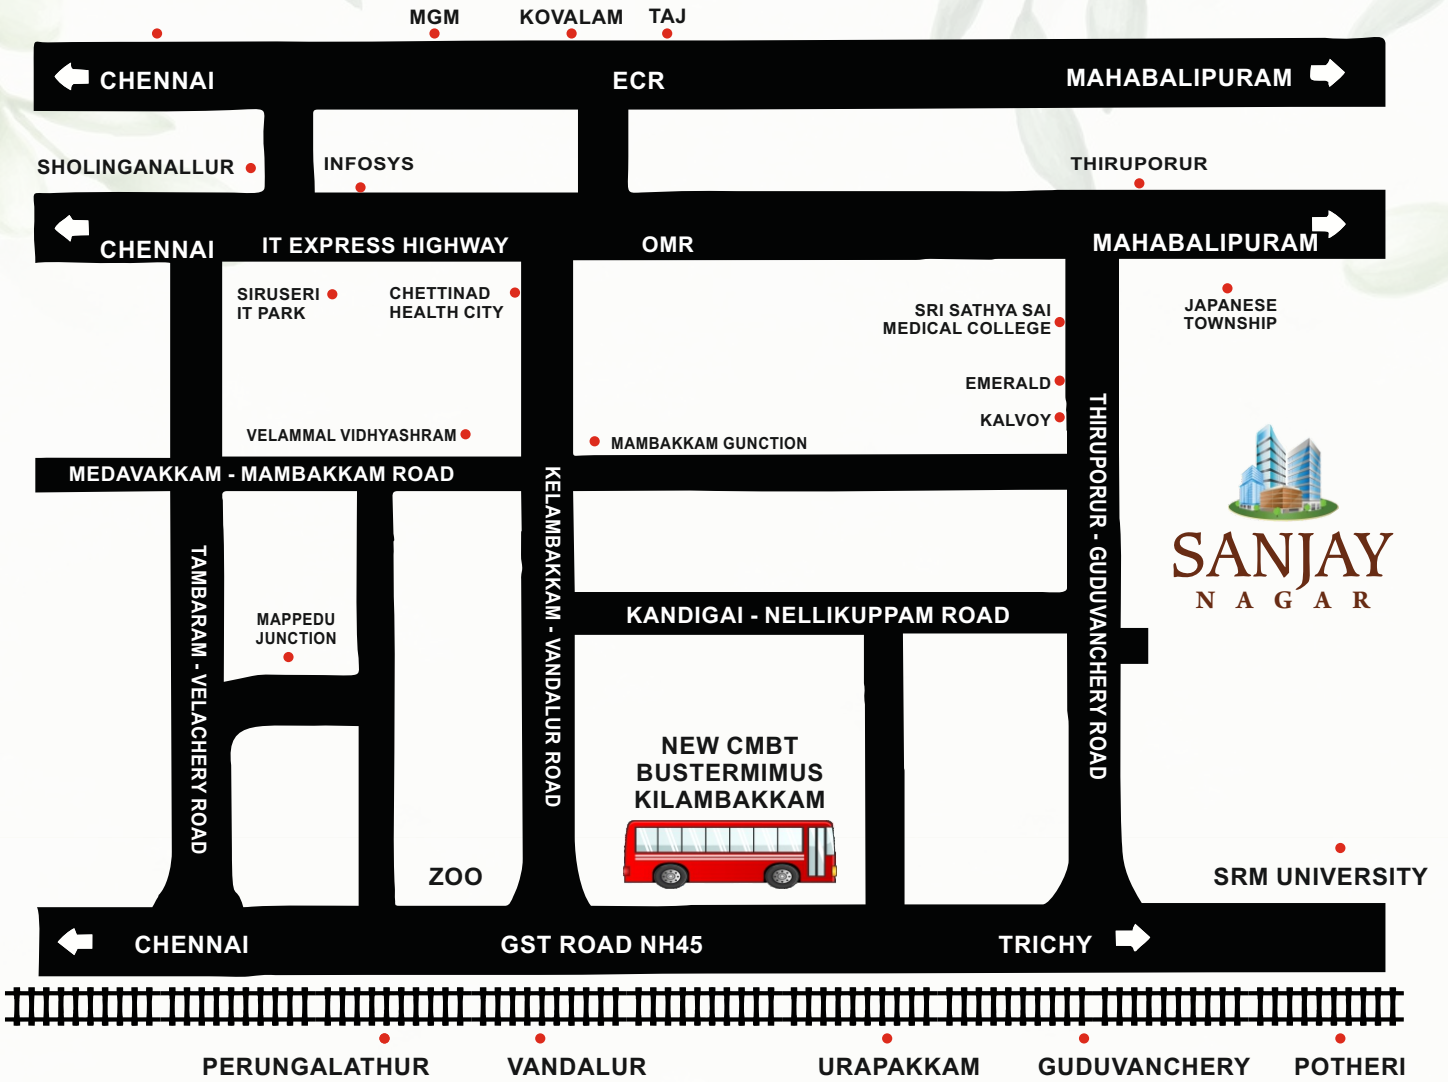 MGM
KOVALAM
TAJ
CHENNAI
ECR
MAHABALIPURAM
SHOLINGANALLUR
INFOSYS
THIRUPORUR
CHENNAI
IT EXPRESS HIGHWAY
OMR
MAHABALIPURAM
SIRUSERI
IT PARK
CHETTINAD
HEALTH CITY
SRI SATHYA SAI
MEDICAL COLLEGE
JAPANESE
TOWNSHIP
EMERALD
KALVOY
VELAMMAL VIDHYASHRAM
MAMBAKKAM GUNCTION
MEDAVAKKAM - MAMBAKKAM ROAD
TAMBARAM - VELACHERY ROAD
KELAMBAKKAM - VANDALUR ROAD
THIRUPORUR - GUDUVANCHERY ROAD
SANJAY
NAGAR
MAPPEDU
JUNCTION
KANDIGAI - NELLIKUPPAM ROAD
NEW CMBT
BUSTERMIMUS
KILAMBAKKAM
ZOO
SRM UNIVERSITY
CHENNAI
GST ROAD NH45
TRICHY
PERUNGALATHUR
VANDALUR
URAPAKKAM
GUDUVANCHERY
POTHERI